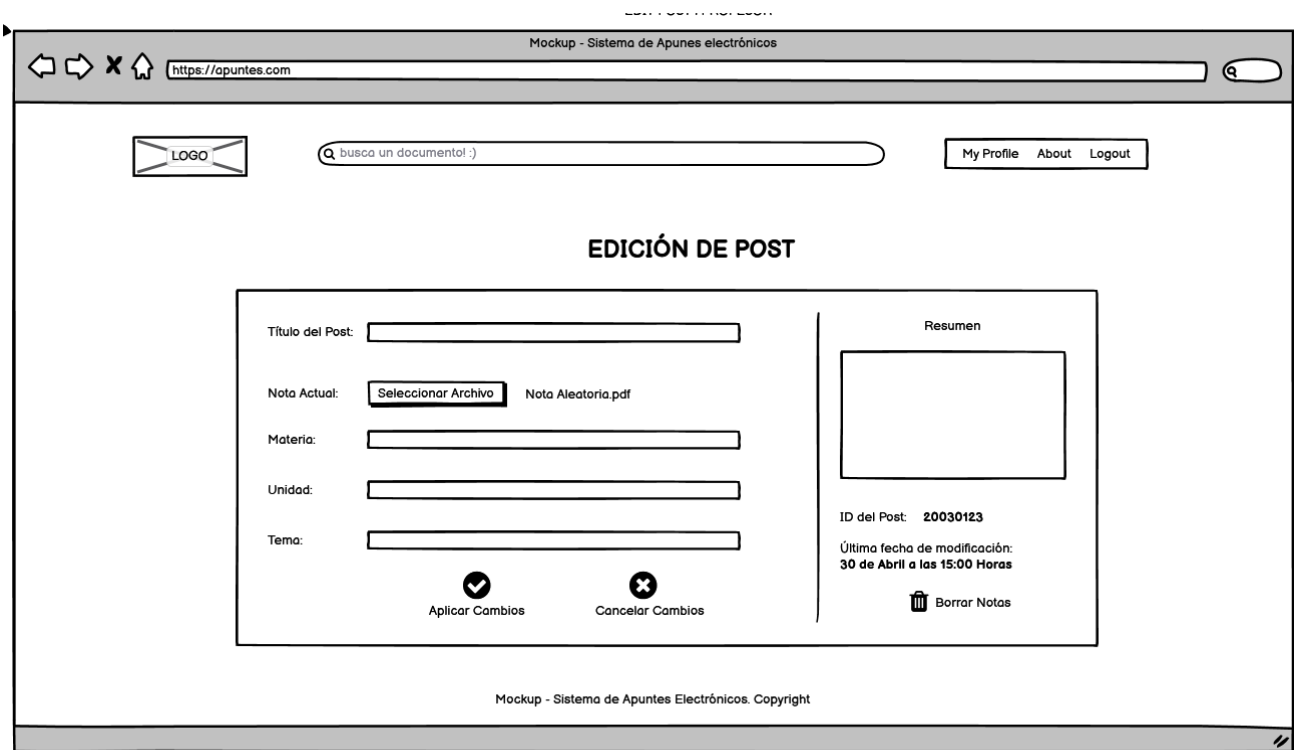 Mockup - Sistema de Apunes electrónicos
https://apuntes.com
LOGO
busca un documento! :)
My Profile About Logout
EDICIÓN DE POST
Título del Post:
Nota Actual: Seleccionar Archivo Nota Aleatoria.pdf
Materia:
Unidad:
Tema:
Aplicar Cambios Cancelar Cambios
Resumen
ID del Post: 20030123
Última fecha de modificación:
30 de Abril a las 15:00 Horas
Borrar Notas
Mockup - Sistema de Apuntes Electrónicos. Copyright